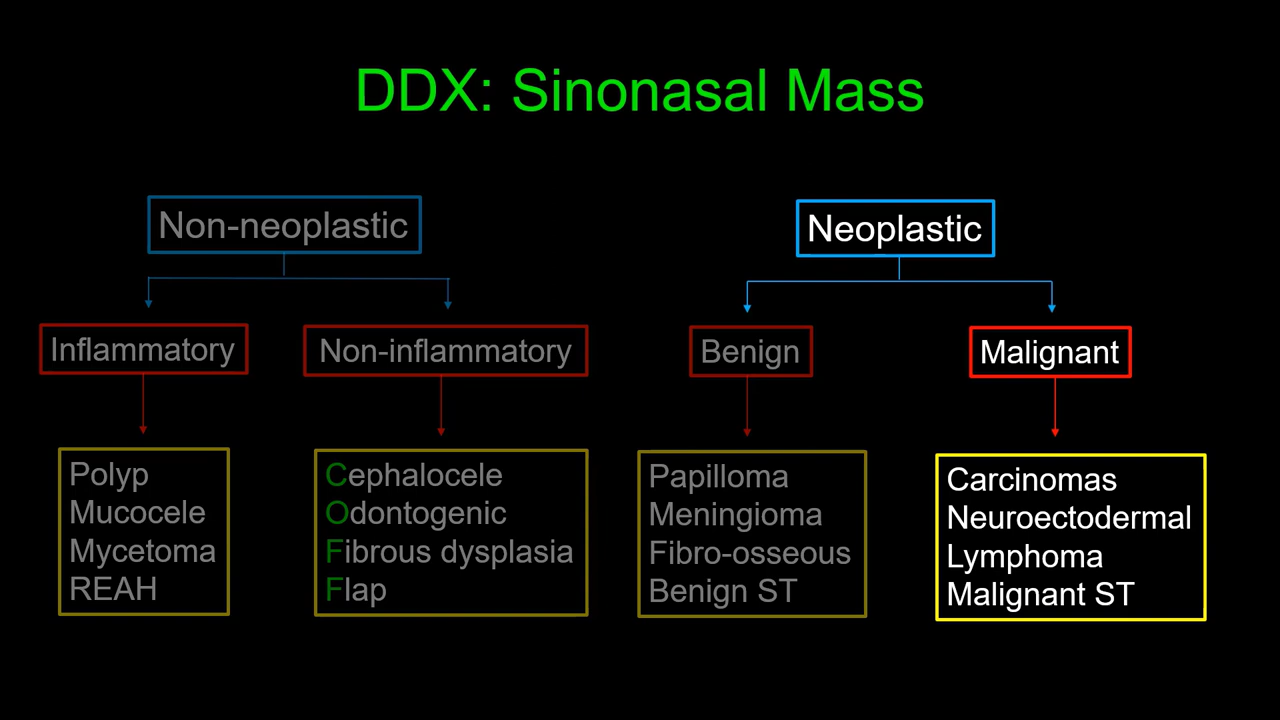 DDX: Sinonasal Mass
Non-neoplastic
Neoplastic
Inflammatory
Non-inflammatory
Benign
Malignant
Polyp
Mucocele
Mycetoma
REAH
Cephalocele
Odontogenic
Fibrous dysplasia
Flap
Papilloma
Meningioma
Fibro-osseous
Benign ST
Carcinomas
Neuroectodermal
Lymphoma
Malignant ST